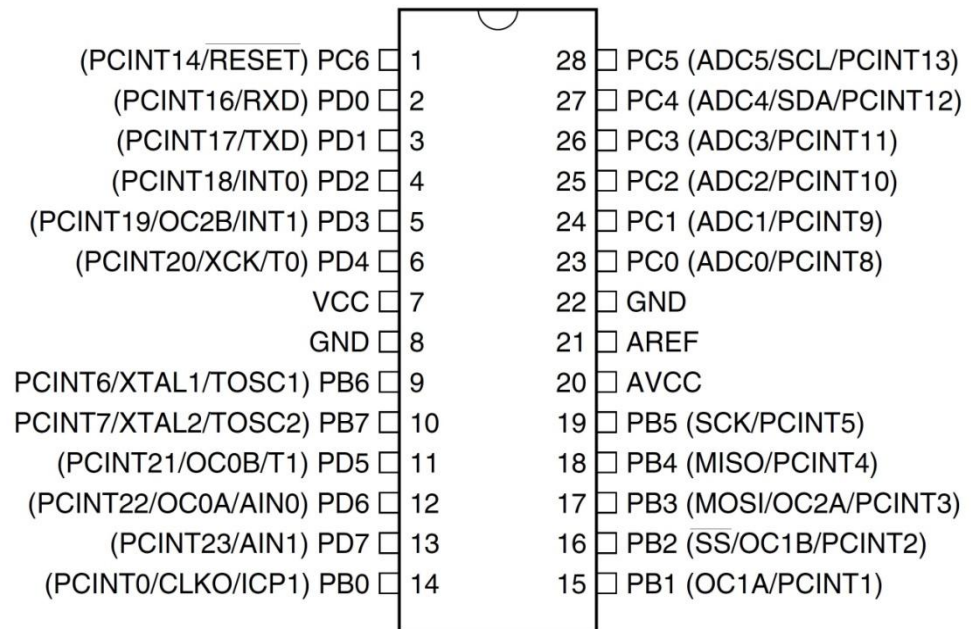 (PCINT14/RESET) PC6 1 28 PC5 (ADC5/SCL/PCINT13)
(PCINT16/RXD) PD0 2 27 PC4 (ADC4/SDA/PCINT12)
(PCINT17/TXD) PD1 3 26 PC3 (ADC3/PCINT11)
(PCINT18/INT0) PD2 4 25 PC2 (ADC2/PCINT10)
(PCINT19/OC2B/INT1) PD3 5 24 PC1 (ADC1/PCINT9)
(PCINT20/XCK/T0) PD4 6 23 PC0 (ADC0/PCINT8)
VCC 7 22 GND
GND 8 21 AREF
PCINT6/XTAL1/TOSC1) PB6 9 20 AVCC
PCINT7/XTAL2/TOSC2) PB7 10 19 PB5 (SCK/PCINT5)
(PCINT21/OC0B/T1) PD5 11 18 PB4 (MISO/PCINT4)
(PCINT22/OC0A/AIN0) PD6 12 17 PB3 (MOSI/OC2A/PCINT3)
(PCINT23/AIN1) PD7 13 16 PB2 (SS/OC1B/PCINT2)
(PCINT0/CLKO/ICP1) PB0 14 15 PB1 (OC1A/PCINT1)